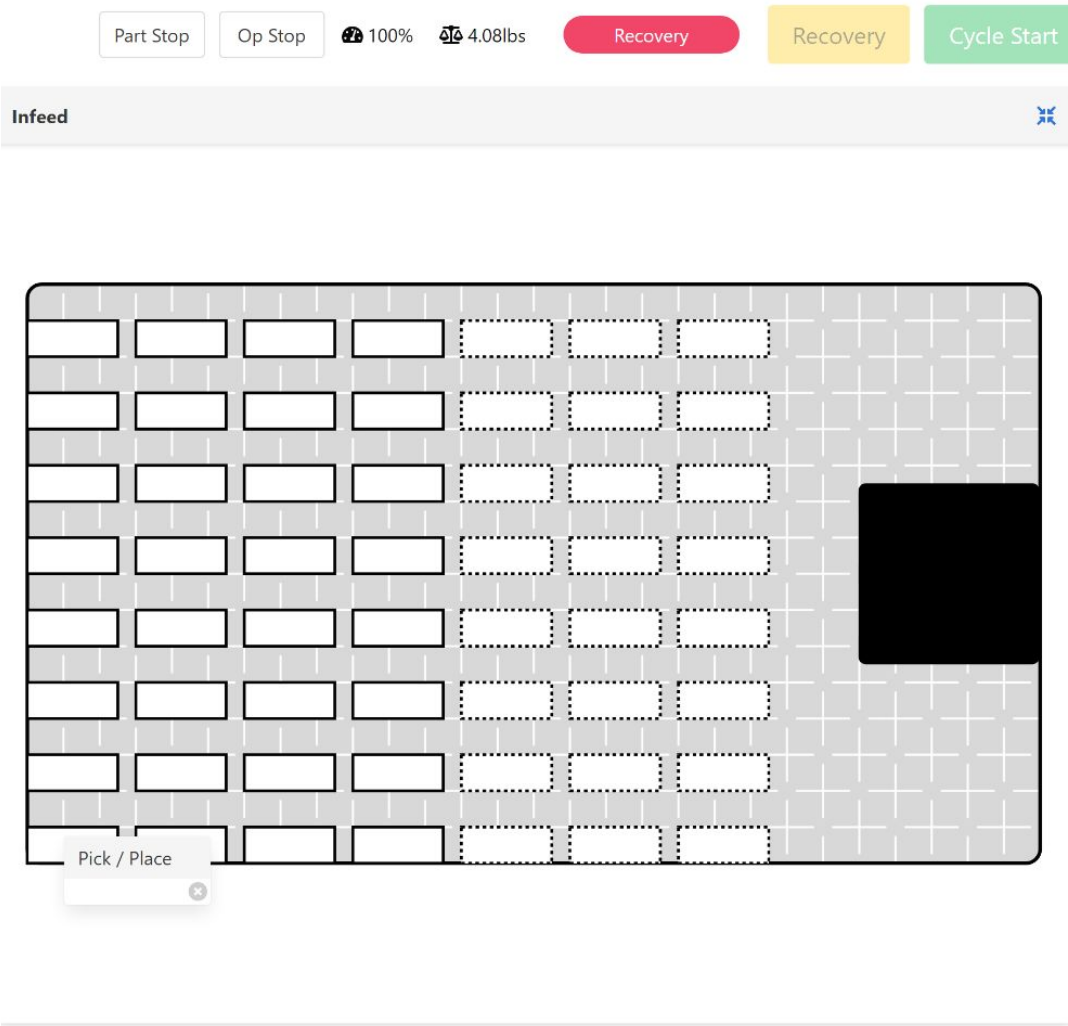 Part Stop
Op Stop
100%
4.08lbs
Recovery
Recovery
Cycle Start
Infeed
Pick / Place